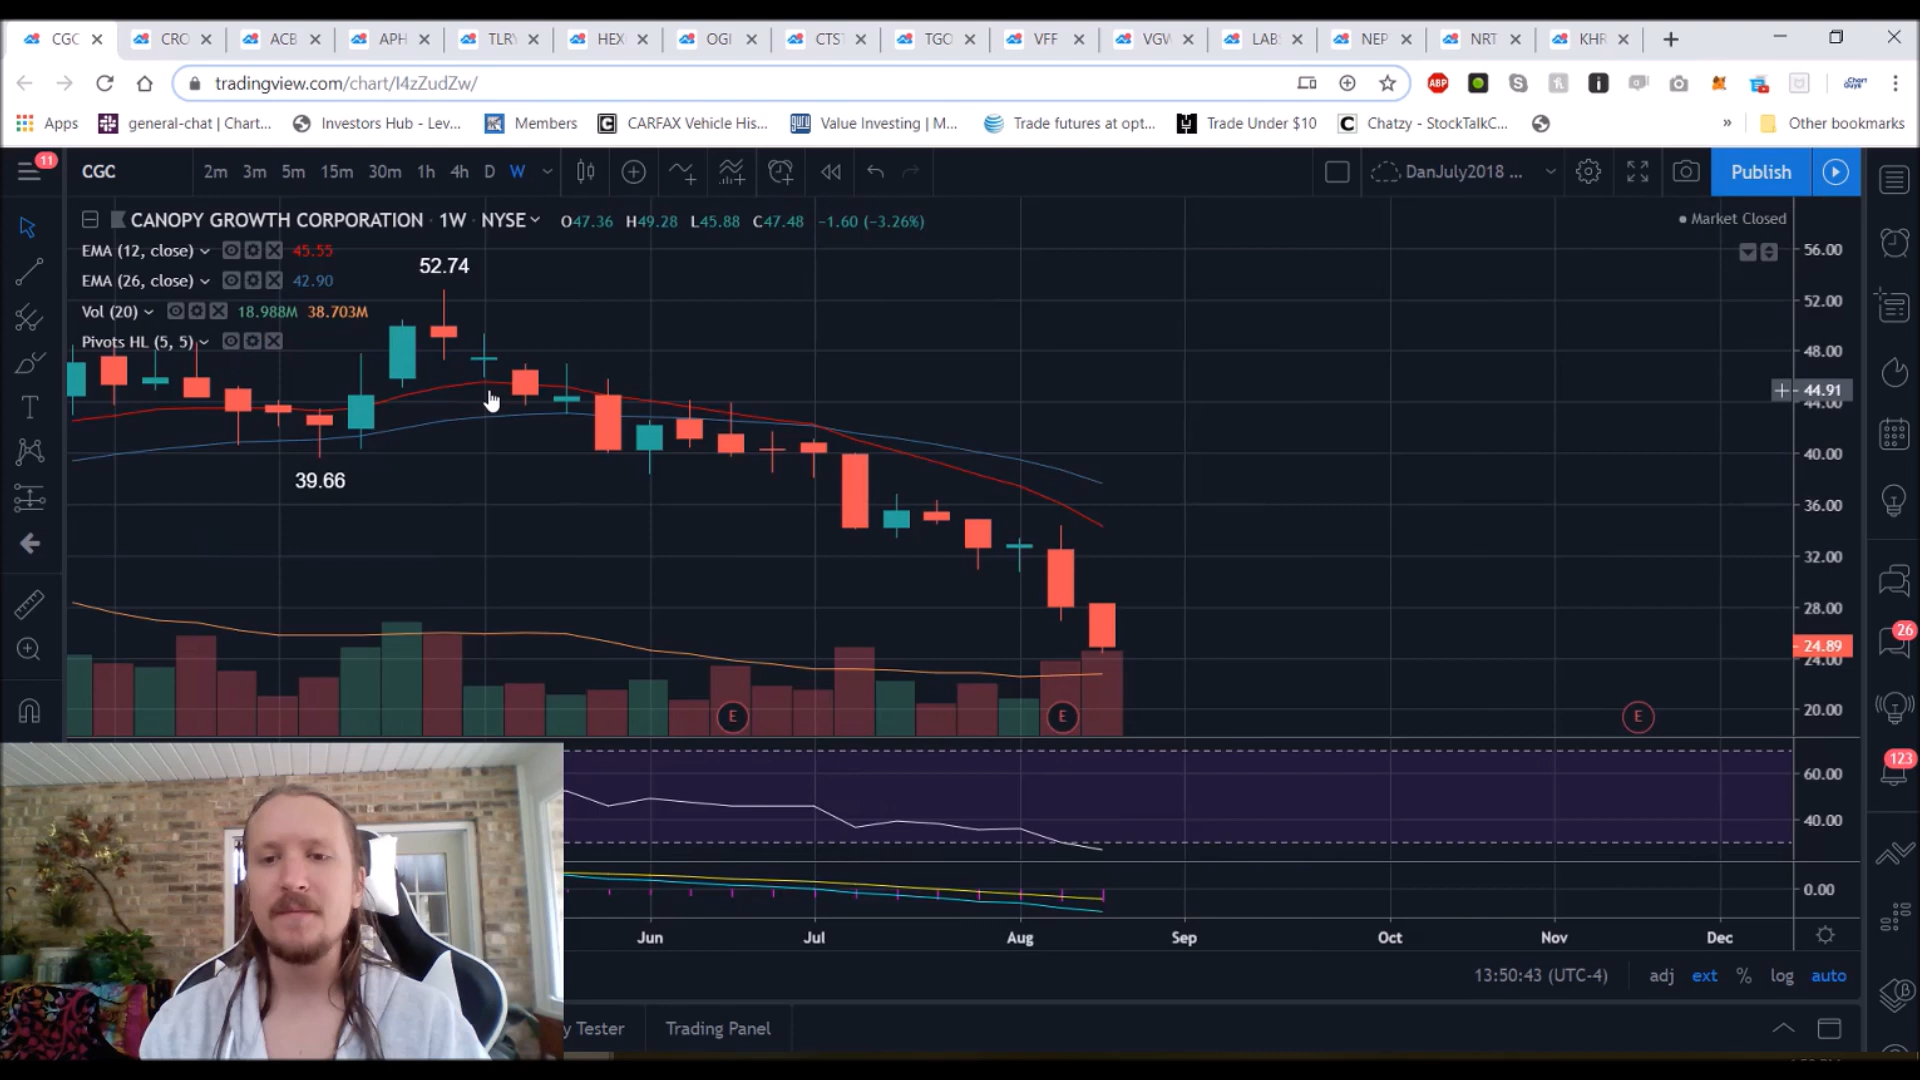 CGC CRO ACB APH TLRY HEX OGI CTST TGO VFF VGW LABS NEP NRT KHR
tradingview.com/chart/I4zZudZw/
ABP
Apps general-chat | Chart... Investors Hub - Lev... Members CARFAX Vehicle His... Value Investing | M... Trade futures at opt... Trade Under $10 Chatzy - StockTalkC... » Other bookmarks
11 CGC 2m 3m 5m 15m 30m 1h 4h D W DanJuly2018 ... Publish
CANOPY GROWTH CORPORATION · 1W · NYSE O47.36 H49.28 L45.88 C47.48 −1.60 (−3.26%) Market Closed
EMA (12, close) 45.55
EMA (26, close) 42.90
Vol (20) 18.988M 38.703M
Pivots HL (5, 5)
52.74
39.66
56.00
52.00
48.00
44.91
44.00
40.00
36.00
32.00
28.00
24.89
24.00
20.00
E E E
60.00
40.00
0.00
26
123
Jun Jul Aug Sep Oct Nov Dec
13:50:43 (UTC-4) adj ext % log auto
y Tester Trading Panel